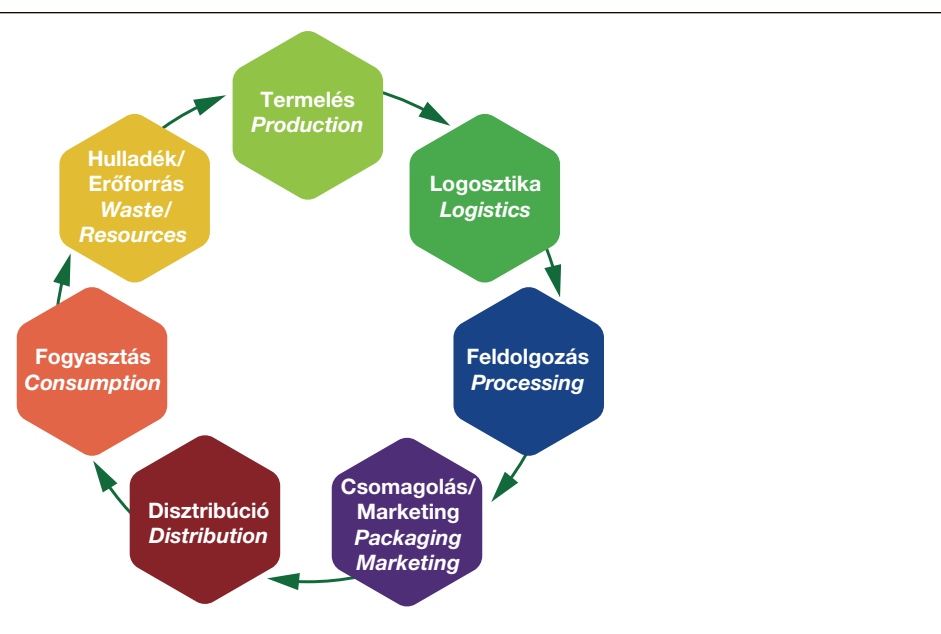 Termelés
Production
Logosztika
Logistics
Feldolgozás
Processing
Csomagolás/
Marketing
Packaging
Marketing
Disztribúció
Distribution
Fogyasztás
Consumption
Hulladék/
Erőforrás
Waste/
Resources